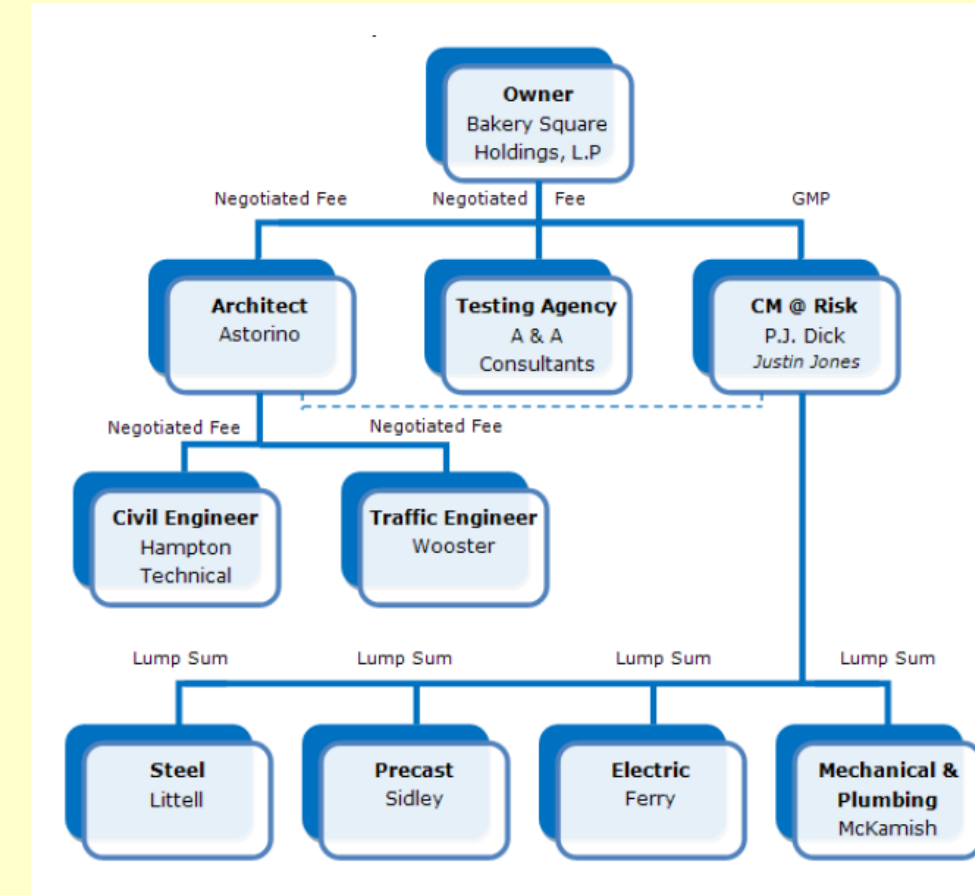 Owner
Bakery Square
Holdings, L.P
Negotiated Fee
Negotiated Fee
GMP
Architect
Astorino
Testing Agency
A & A
Consultants
CM @ Risk
P.J. Dick
Justin Jones
Negotiated Fee
Negotiated Fee
Civil Engineer
Hampton
Technical
Traffic Engineer
Wooster
Lump Sum
Lump Sum
Lump Sum
Lump Sum
Steel
Littell
Precast
Sidley
Electric
Ferry
Mechanical &
Plumbing
McKamish